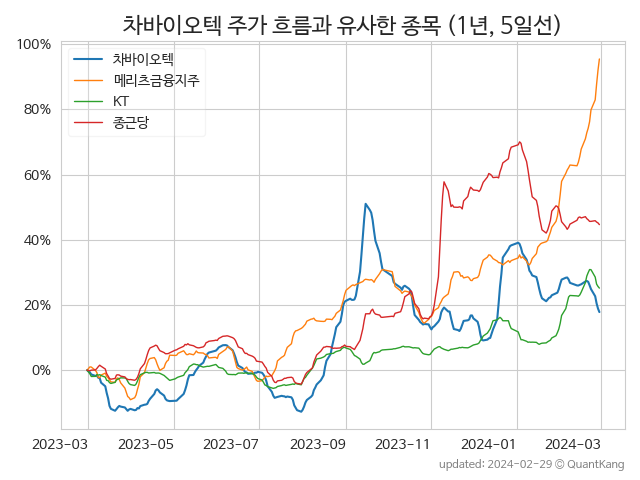 차바이오텍 주가 흐름과 유사한 종목 (1년, 5일선)
100%
80%
60%
40%
20%
0%
차바이오텍
메리츠금융지주
KT
종근당
2023-03
2023-05
2023-07
2023-09
2023-11
2024-01
2024-03
updated: 2024-02-29 © QuantKang